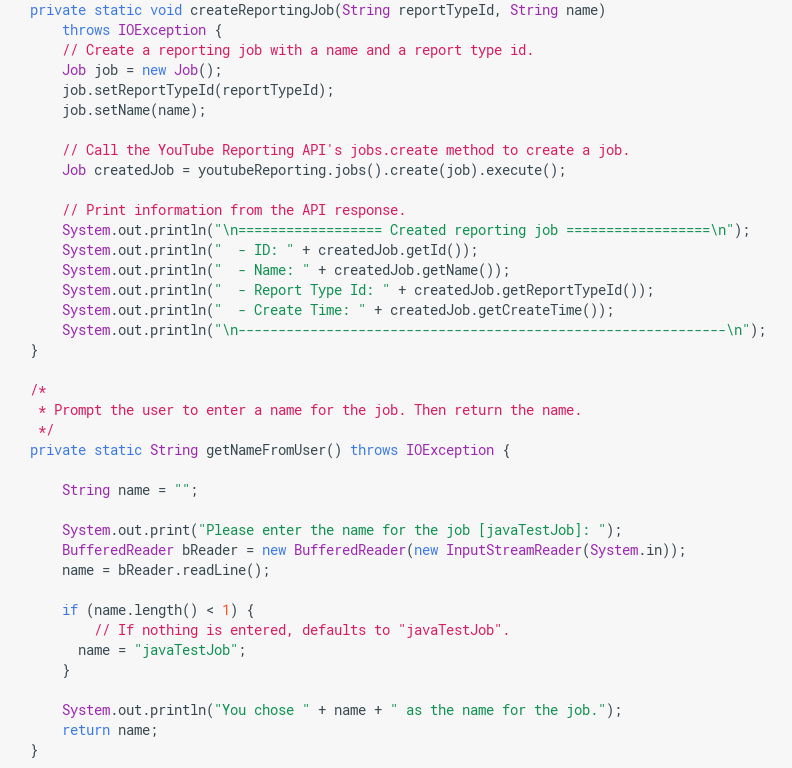 private static void createReportingJob(String reportTypeId, String name)
    throws IOException {
    // Create a reporting job with a name and a report type id.
    Job job = new Job();
    job.setReportTypeId(reportTypeId);
    job.setName(name);

    // Call the YouTube Reporting API's jobs.create method to create a job.
    Job createdJob = youtubeReporting.jobs().create(job).execute();

    // Print information from the API response.
    System.out.println("\n================== Created reporting job ==================\n");
    System.out.println("  - ID: " + createdJob.getId());
    System.out.println("  - Name: " + createdJob.getName());
    System.out.println("  - Report Type Id: " + createdJob.getReportTypeId());
    System.out.println("  - Create Time: " + createdJob.getCreateTime());
    System.out.println("\n-------------------------------------------------------------\n");
}

/*
 * Prompt the user to enter a name for the job. Then return the name.
 */
private static String getNameFromUser() throws IOException {

    String name = "";

    System.out.print("Please enter the name for the job [javaTestJob]: ");
    BufferedReader bReader = new BufferedReader(new InputStreamReader(System.in));
    name = bReader.readLine();

    if (name.length() < 1) {
        // If nothing is entered, defaults to "javaTestJob".
      name = "javaTestJob";
    }

    System.out.println("You chose " + name + " as the name for the job.");
    return name;
}